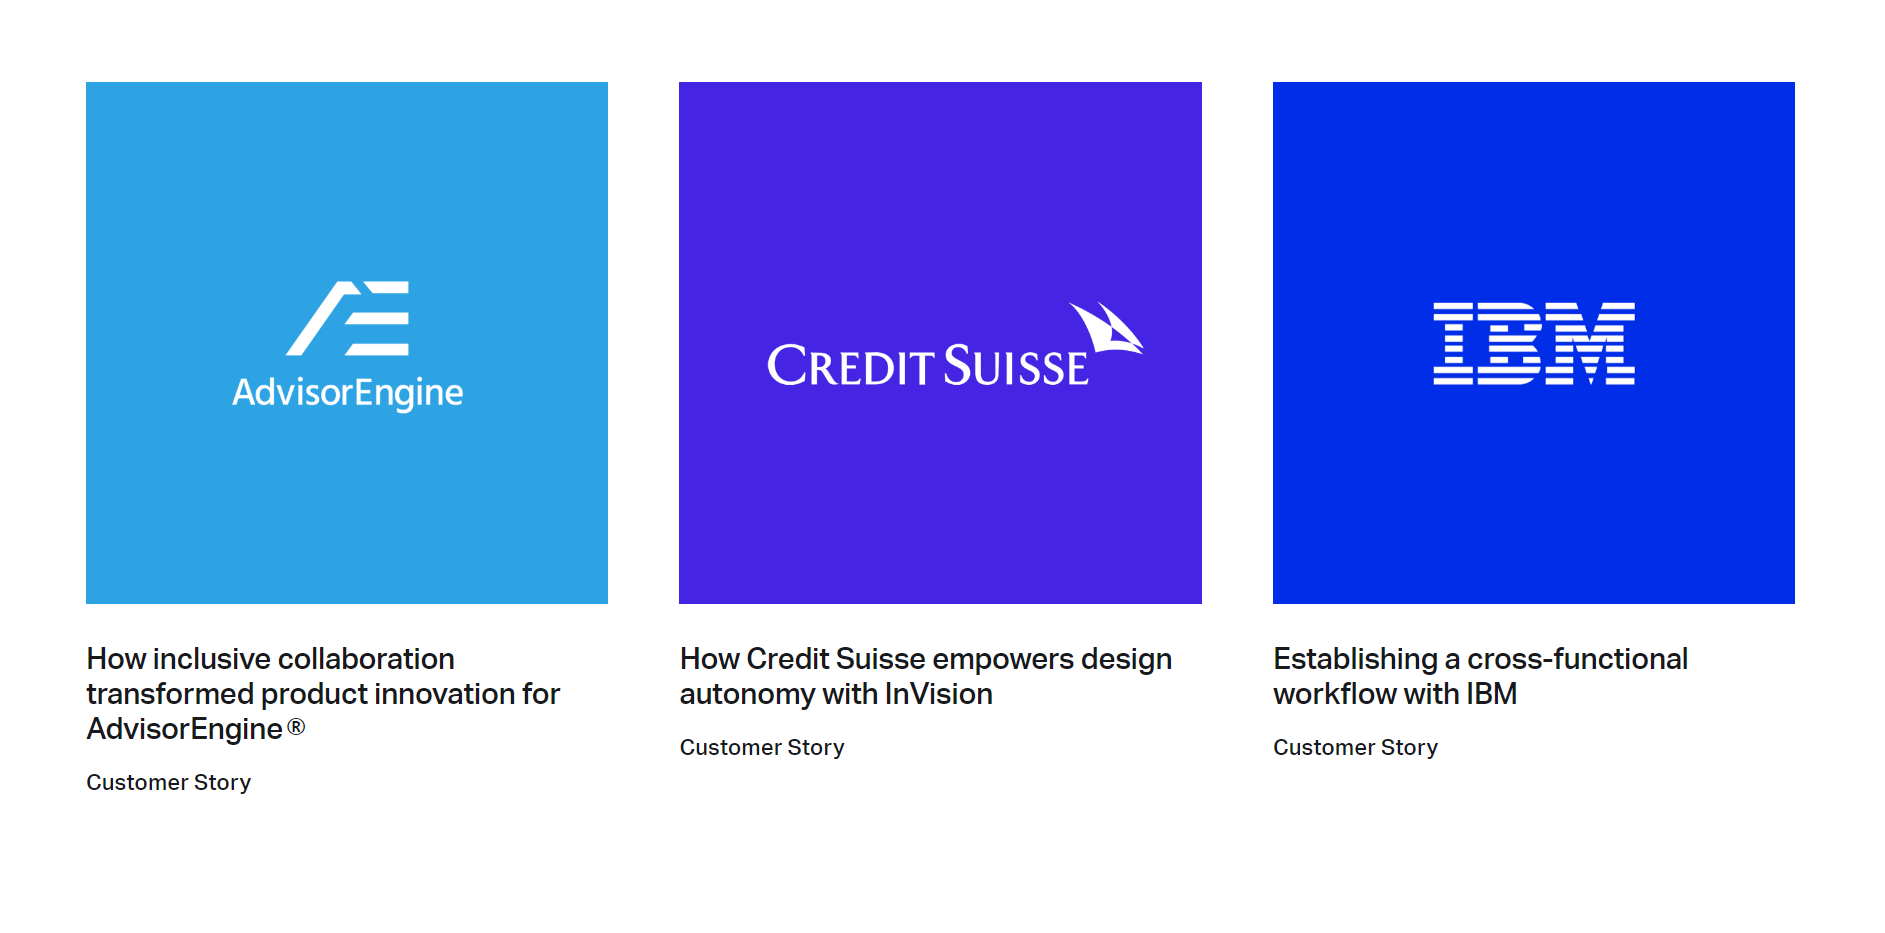 AdvisorEngine
CREDIT SUISSE
IBM
How inclusive collaboration
transformed product innovation for
AdvisorEngine®
Customer Story
How Credit Suisse empowers design
autonomy with InVision
Customer Story
Establishing a cross-functional
workflow with IBM
Customer Story